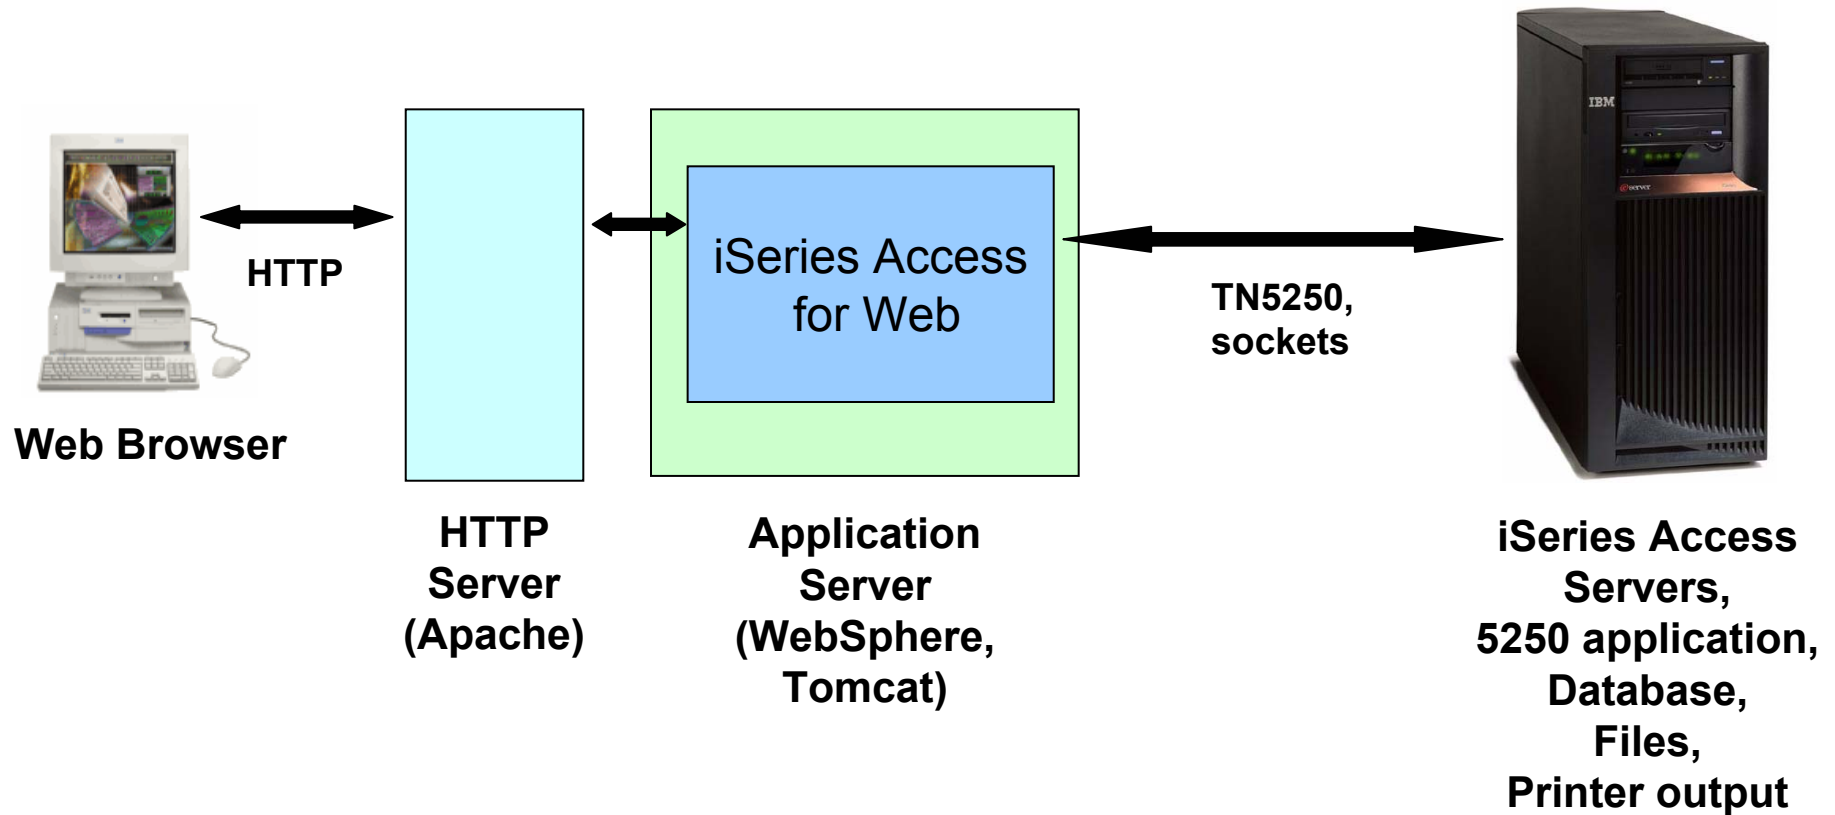 HTTP
Web Browser
HTTP
Server
(Apache)
iSeries Access
for Web
Application
Server
(WebSphere,
Tomcat)
TN5250,
sockets
IBM
e server
iSeries Access
Servers,
5250 application,
Database,
Files,
Printer output